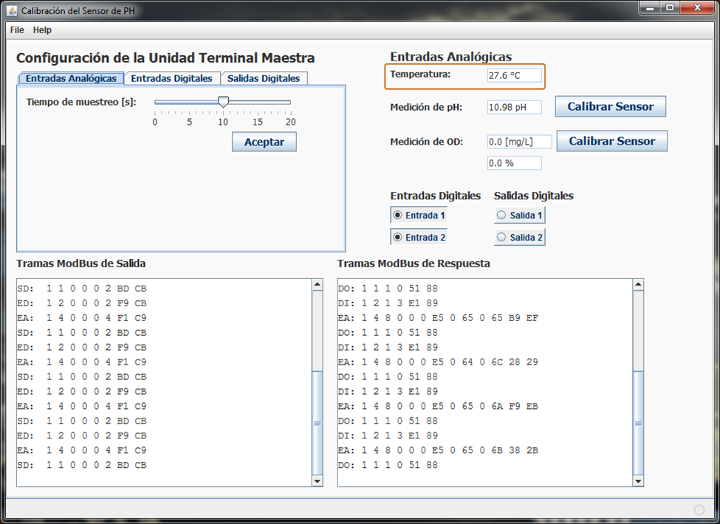 Calibración del Sensor de PH
File Help
Configuración de la Unidad Terminal Maestra
Entradas Analógicas Entradas Digitales Salidas Digitales
Tiempo de muestreo [s]:
0 5 10 15 20
Aceptar
Entradas Analógicas
Temperatura: 27.6 °C
Medición de pH: 10.98 pH Calibrar Sensor
Medición de OD: 0.0 [mg/L] Calibrar Sensor
0.0 %
Entradas Digitales Salidas Digitales
Entrada 1 Salida 1
Entrada 2 Salida 2
Tramas ModBus de Salida
SD: 1 1 0 0 0 2 BD CB
ED: 1 2 0 0 0 2 F9 CB
EA: 1 4 0 0 0 4 F1 C9
SD: 1 1 0 0 0 2 BD CB
ED: 1 2 0 0 0 2 F9 CB
EA: 1 4 0 0 0 4 F1 C9
SD: 1 1 0 0 0 2 BD CB
ED: 1 2 0 0 0 2 F9 CB
EA: 1 4 0 0 0 4 F1 C9
SD: 1 1 0 0 0 2 BD CB
ED: 1 2 0 0 0 2 F9 CB
EA: 1 4 0 0 0 4 F1 C9
SD: 1 1 0 0 0 2 BD CB
Tramas ModBus de Respuesta
DO: 1 1 1 0 51 88
DI: 1 2 1 3 E1 89
EA: 1 4 8 0 0 0 E5 0 65 0 65 B9 EF
DO: 1 1 1 0 51 88
DI: 1 2 1 3 E1 89
EA: 1 4 8 0 0 0 E5 0 64 0 6C 28 29
DO: 1 1 1 0 51 88
DI: 1 2 1 3 E1 89
EA: 1 4 8 0 0 0 E5 0 65 0 6A F9 EB
DO: 1 1 1 0 51 88
DI: 1 2 1 3 E1 89
EA: 1 4 8 0 0 0 E5 0 65 0 6B 38 2B
DO: 1 1 1 0 51 88